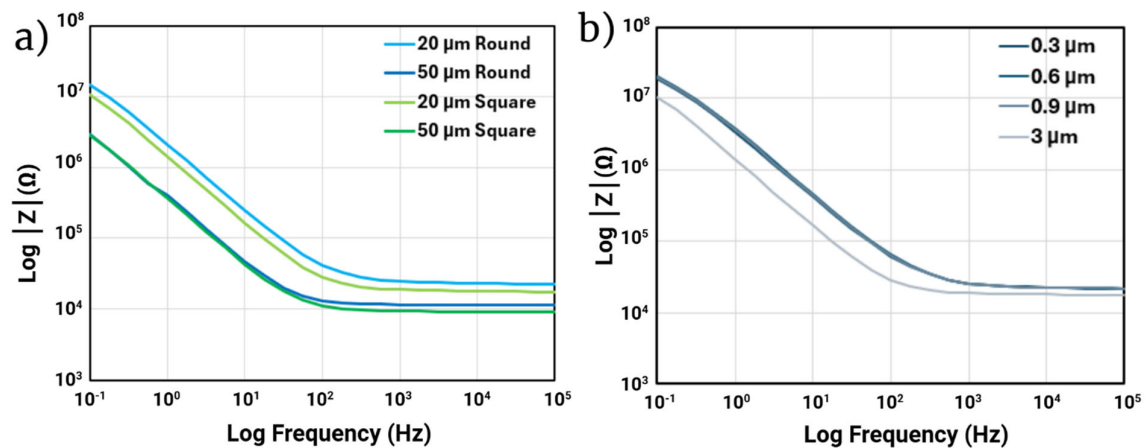 a)
10⁸
10⁷
10⁶
10⁵
10⁴
10³
Log |Z| (Ω)
20 µm Round
50 µm Round
20 µm Square
50 µm Square
10⁻¹ 10⁰ 10¹ 10² 10³ 10⁴ 10⁵
Log Frequency (Hz)
b)
10⁸
10⁷
10⁶
10⁵
10⁴
10³
Log |Z| (Ω)
0.3 µm
0.6 µm
0.9 µm
3 µm
10⁻¹ 10⁰ 10¹ 10² 10³ 10⁴ 10⁵
Log Frequency (Hz)